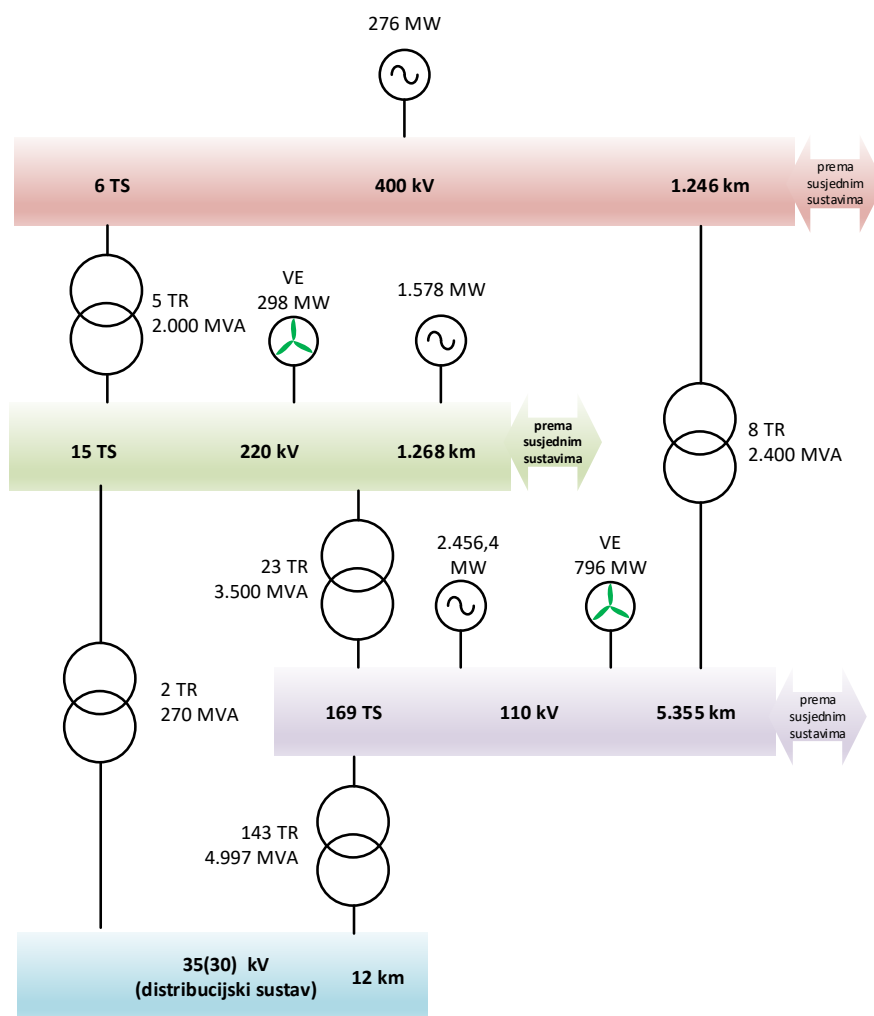 276 MW
6 TS 400 kV 1.246 km
prema
susjednim
sustavima
5 TR
2.000 MVA
VE
298 MW
1.578 MW
8 TR
2.400 MVA
15 TS 220 kV 1.268 km
prema
susjednim
sustavima
23 TR
3.500 MVA
2.456,4
MW
VE
796 MW
2 TR
270 MVA
169 TS 110 kV 5.355 km
prema
susjednim
sustavima
143 TR
4.997 MVA
35(30) kV
(distribucijski sustav)
12 km